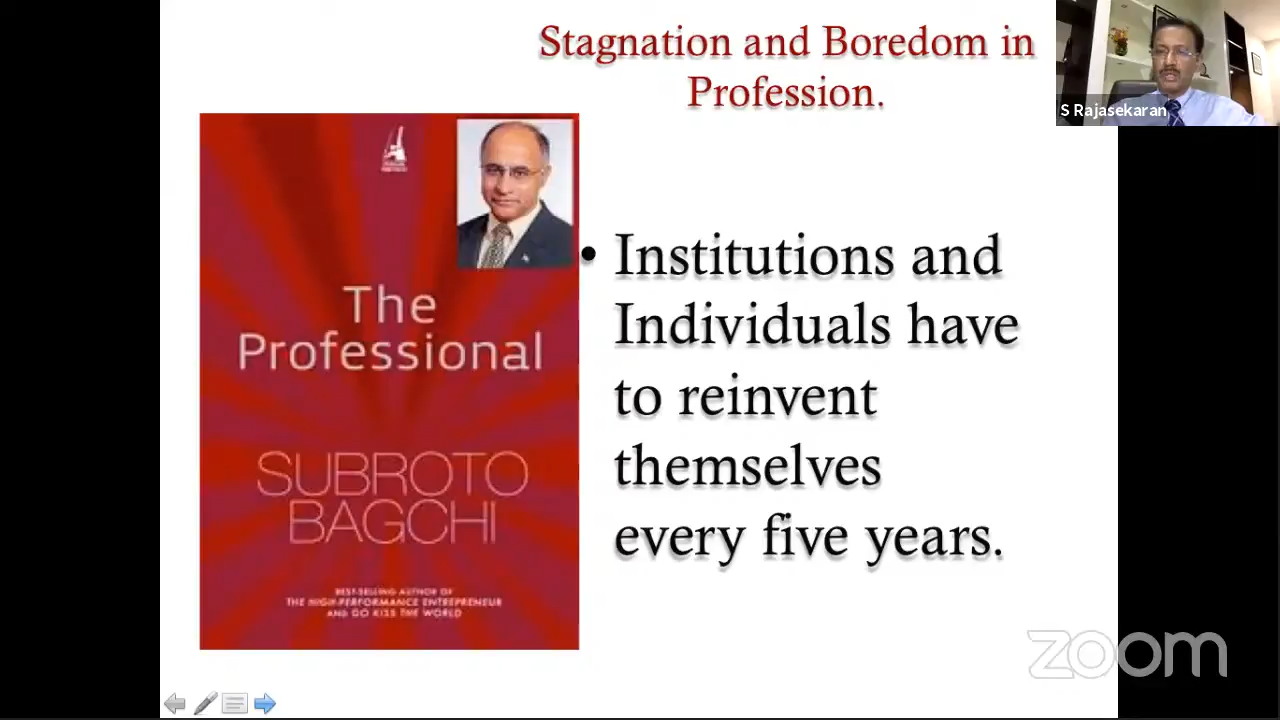 Stagnation and Boredom in
Profession.
S Rajasekaran
The
Professional
SUBROTO
BAGCHI
BEST-SELLING AUTHOR OF
THE HIGH-PERFORMANCE ENTREPRENEUR
AND GO KISS THE WORLD
• Institutions and
Individuals have
to reinvent
themselves
every five years.
zoom